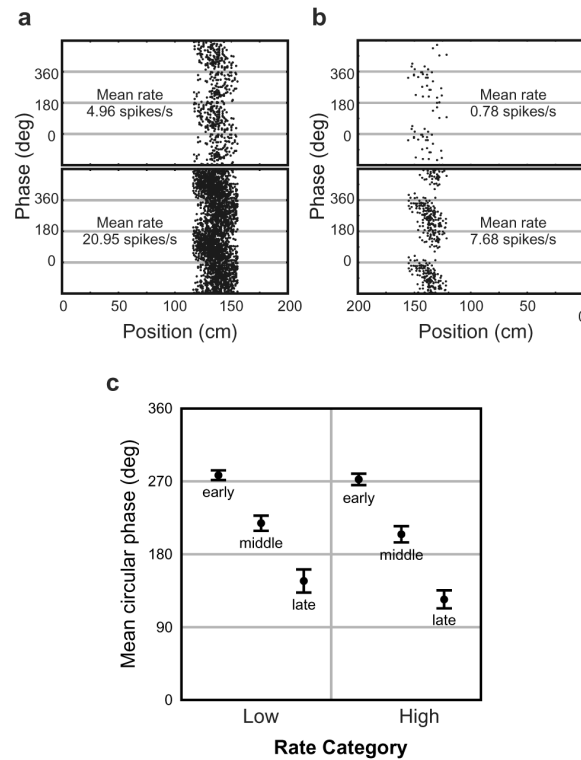 a
b
360
180
0
Mean rate
4.96 spikes/s
Mean rate
0.78 spikes/s
Phase (deg)
Phase (deg)
360
180
0
Mean rate
20.95 spikes/s
360
180
0
Mean rate
7.68 spikes/s
360
180
0
0
50
100
150
200
200
150
100
50
0
Position (cm)
Position (cm)
c
Mean circular phase (deg)
360
270
180
90
0
early
middle
late
early
middle
late
Low
High
Rate Category